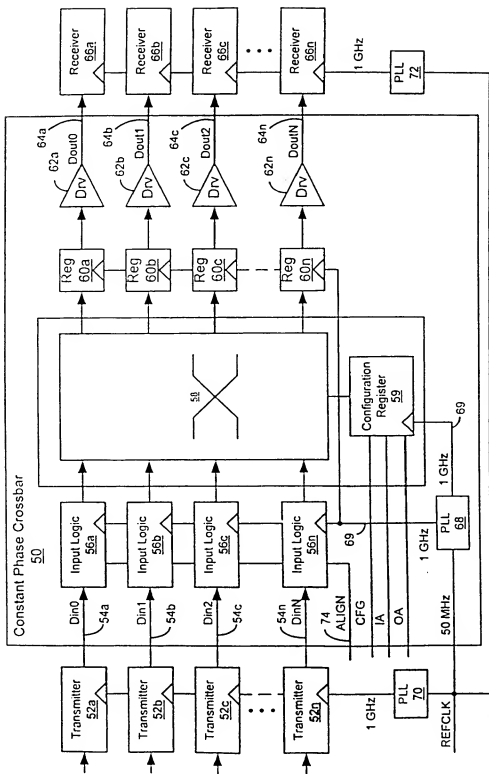 Constant Phase Crossbar
50
Transmitter
52a
Transmitter
52b
Transmitter
52c
Transmitter
52n
Din0
54a
Din1
54b
Din2
54c
DinN
54n
74
ALIGN
CFG
IA
OA
Input Logic
56a
Input Logic
56b
Input Logic
56c
Input Logic
56n
58
Configuration
Register
59
Reg
60a
Reg
60b
Reg
60c
Reg
60n
62a
Drv
62b
Drv
62c
Drv
62n
Drv
64a
Dout0
64b
Dout1
64c
Dout2
64n
DoutN
Receiver
66a
Receiver
66b
Receiver
66c
Receiver
66n
1 GHz
PLL
70
REFCLK
50 MHz
1 GHz
69
PLL
68
1 GHz
69
1 GHz
PLL
72